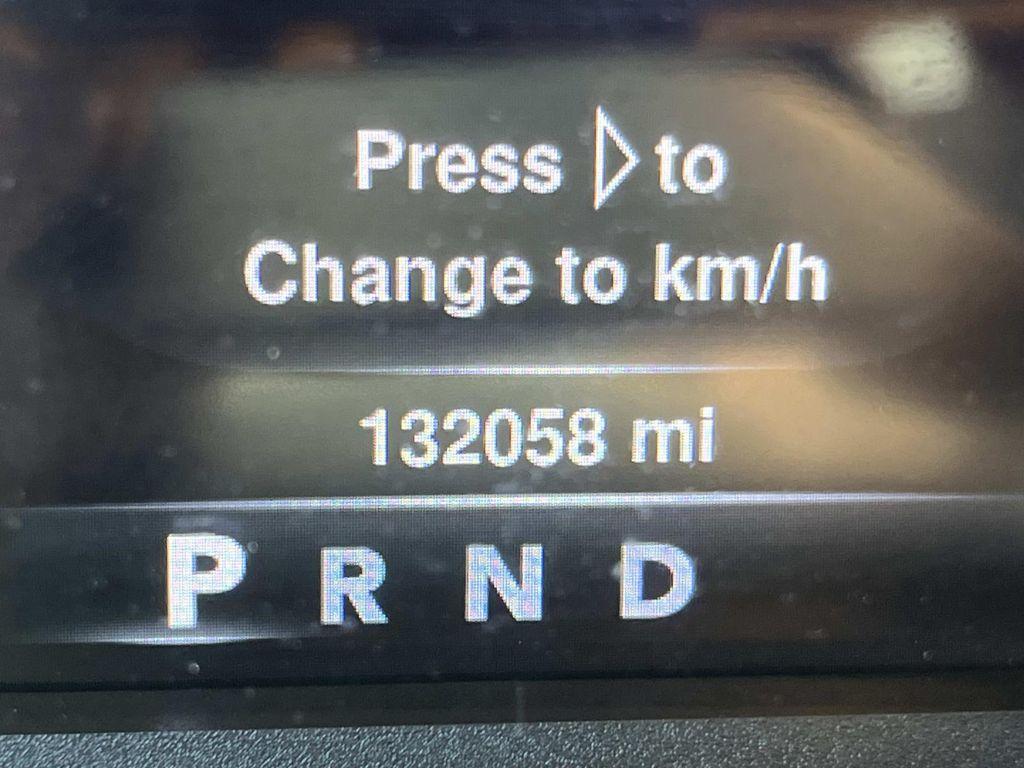 Press ▷ to
Change to km/h
132058 mi
P R N D